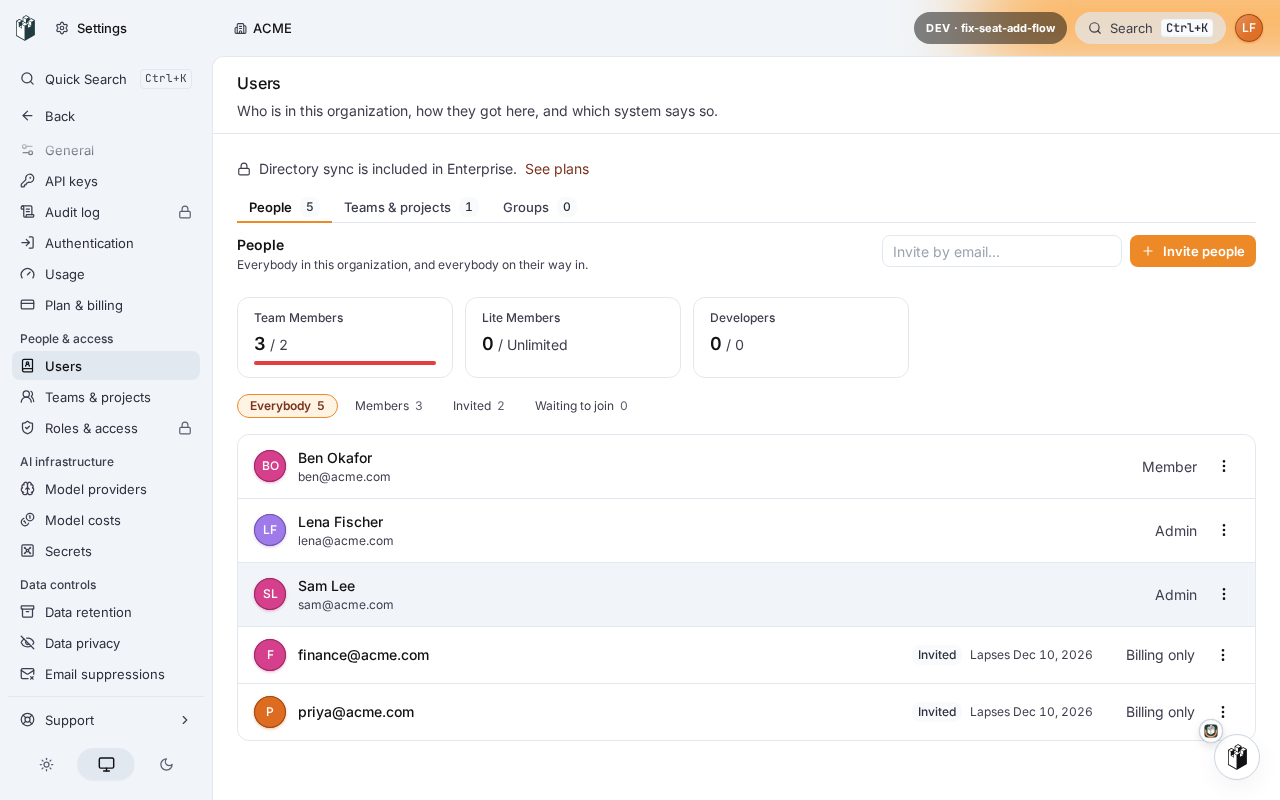 Settings
ACME
DEV · fix-seat-add-flow
Search Ctrl+K
LF
Quick Search Ctrl+K
Back
General
API keys
Audit log
Authentication
Usage
Plan & billing
People & access
Users
Teams & projects
Roles & access
AI infrastructure
Model providers
Model costs
Secrets
Data controls
Data retention
Data privacy
Email suppressions
Support
Users
Who is in this organization, how they got here, and which system says so.
Directory sync is included in Enterprise. See plans
People 5 Teams & projects 1 Groups 0
People
Everybody in this organization, and everybody on their way in.
Invite by email...
+ Invite people
Team Members
3 / 2
Lite Members
0 / Unlimited
Developers
0 / 0
Everybody 5 Members 3 Invited 2 Waiting to join 0
BO Ben Okafor
ben@acme.com
Member
LF Lena Fischer
lena@acme.com
Admin
SL Sam Lee
sam@acme.com
Admin
F finance@acme.com Invited Lapses Dec 10, 2026 Billing only
P priya@acme.com Invited Lapses Dec 10, 2026 Billing only